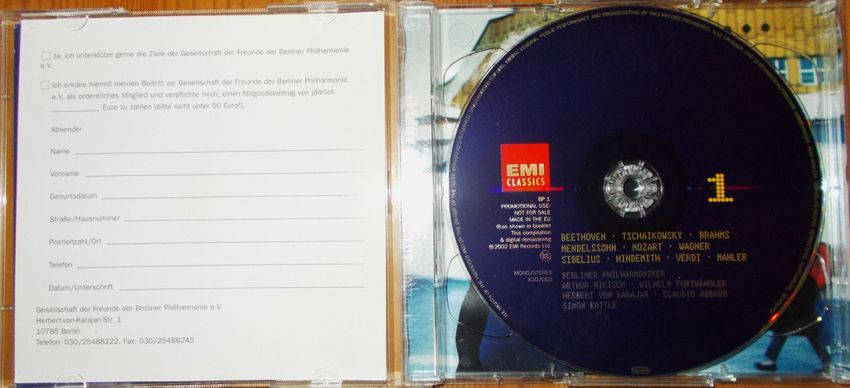 Ja, ich unterstütze gerne die Ziele der Gesellschaft der Freunde der Berliner Philharmonie
e.V.
Ich erkläre hiermit meinen Beitritt zur Gesellschaft der Freunde der Berliner Philharmonie
e.V. als ordentliches Mitglied und verpflichte mich, einen Mitgliedsbeitrag von jährlich
Euro zu zahlen (bitte nicht unter 50 Euro!).
Absender
Name
Vorname
Geburtsdatum
Straße/Hausnummer
Postleitzahl/Ort
Telefon
Datum/Unterschrift
Gesellschaft der Freunde der Berliner Philharmonie e.V.
Herbert-von-Karajan-Str. 1
10785 Berlin
Telefon: 030/25488222, Fax: 030/25488245
EMI
CLASSICS
1
BP 1
PROMOTIONAL USE-
NOT FOR SALE
MADE IN THE EU
℗ as shown in booklet
This compilation
& digital remastering
℗2002 EMI Records Ltd.
MONO/STEREO
ADD/DDD
BEETHOVEN · TSCHAIKOWSKY · BRAHMS
MENDELSSOHN · MOZART · WAGNER
SIBELIUS · HINDEMITH · VERDI · MAHLER
BERLINER PHILHARMONIKER
ARTHUR NIKISCH · WILHELM FURTWÄNGLER
HERBERT VON KARAJAN · CLAUDIO ABBADO
SIMON RATTLE